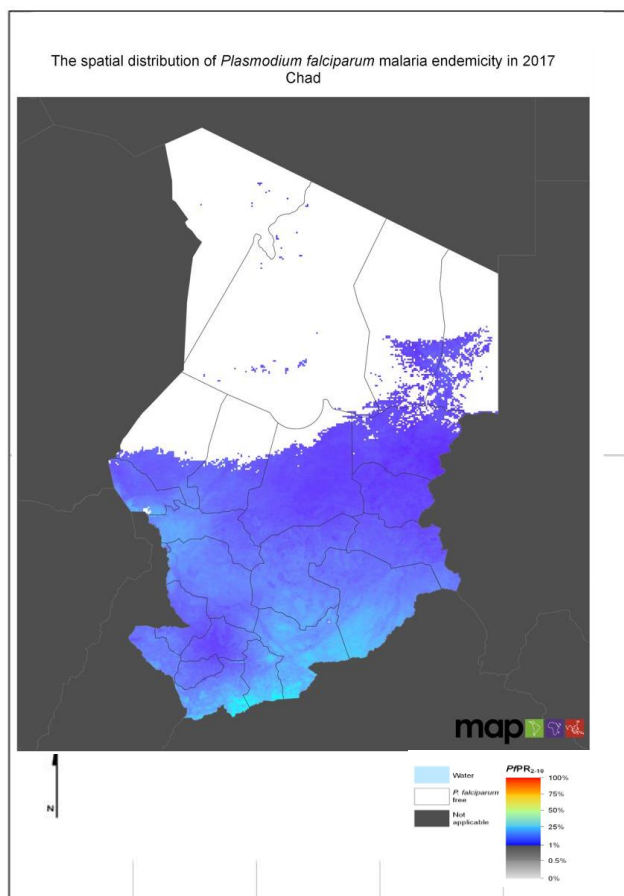 The spatial distribution of Plasmodium falciparum malaria endemicity in 2017
Chad
map
N
Water
P. falciparum
free
Not
applicable
PfPR2-10
100%
75%
50%
25%
1%
0.5%
0%